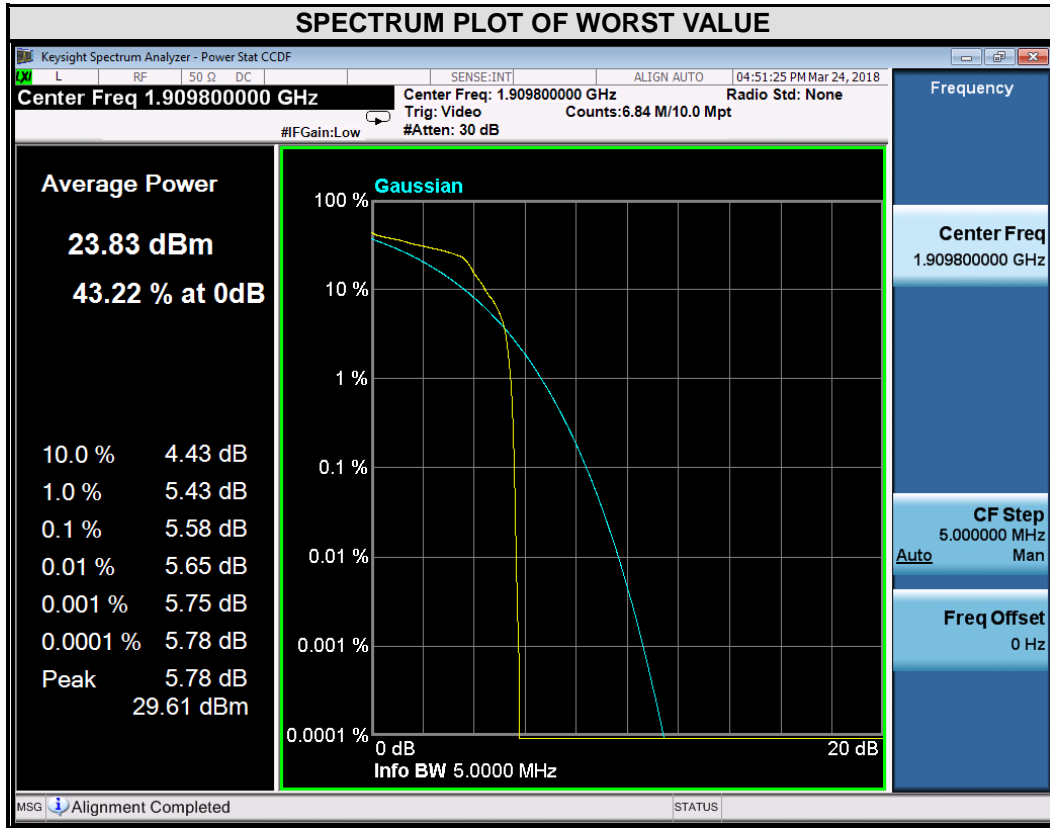 SPECTRUM PLOT OF WORST VALUE
Keysight Spectrum Analyzer - Power Stat CCDF
LXI L RF 50 Ω DC SENSE:INT ALIGN AUTO 04:51:25 PM Mar 24, 2018
Center Freq 1.909800000 GHz
Center Freq: 1.909800000 GHz Radio Std: None
Trig: Video Counts:6.84 M/10.0 Mpt
#IFGain:Low #Atten: 30 dB
Frequency
Average Power
23.83 dBm
43.22 % at 0dB
10.0 % 4.43 dB
1.0 % 5.43 dB
0.1 % 5.58 dB
0.01 % 5.65 dB
0.001 % 5.75 dB
0.0001 % 5.78 dB
Peak 5.78 dB
29.61 dBm
Gaussian
100 %
10 %
1 %
0.1 %
0.01 %
0.001 %
0.0001 %
0 dB 20 dB
Info BW 5.0000 MHz
Center Freq
1.909800000 GHz
CF Step
5.000000 MHz
Auto Man
Freq Offset
0 Hz
MSG Alignment Completed STATUS